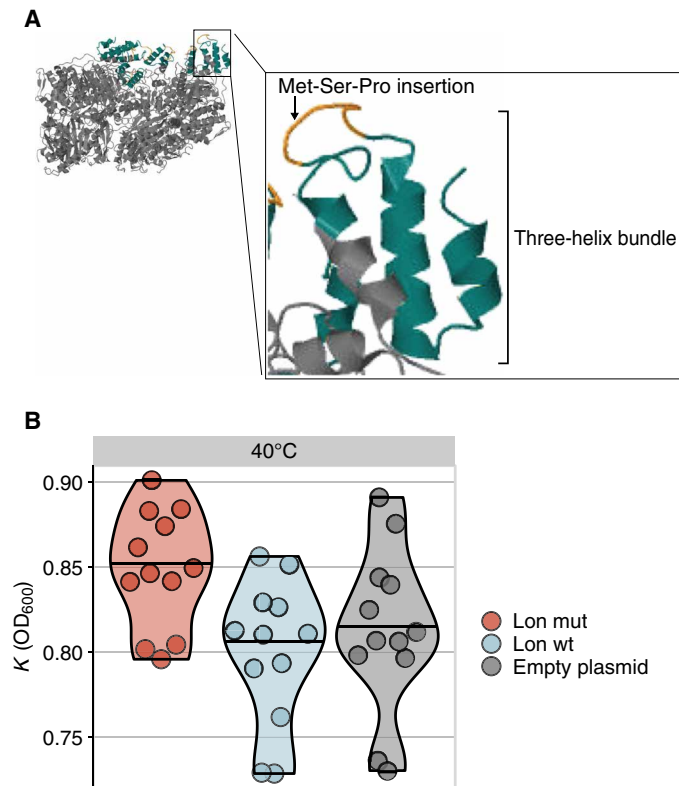 A
Met-Ser-Pro insertion
Three-helix bundle
B
40°C
0.90
0.85
0.80
0.75
K (OD600)
Lon mut
Lon wt
Empty plasmid